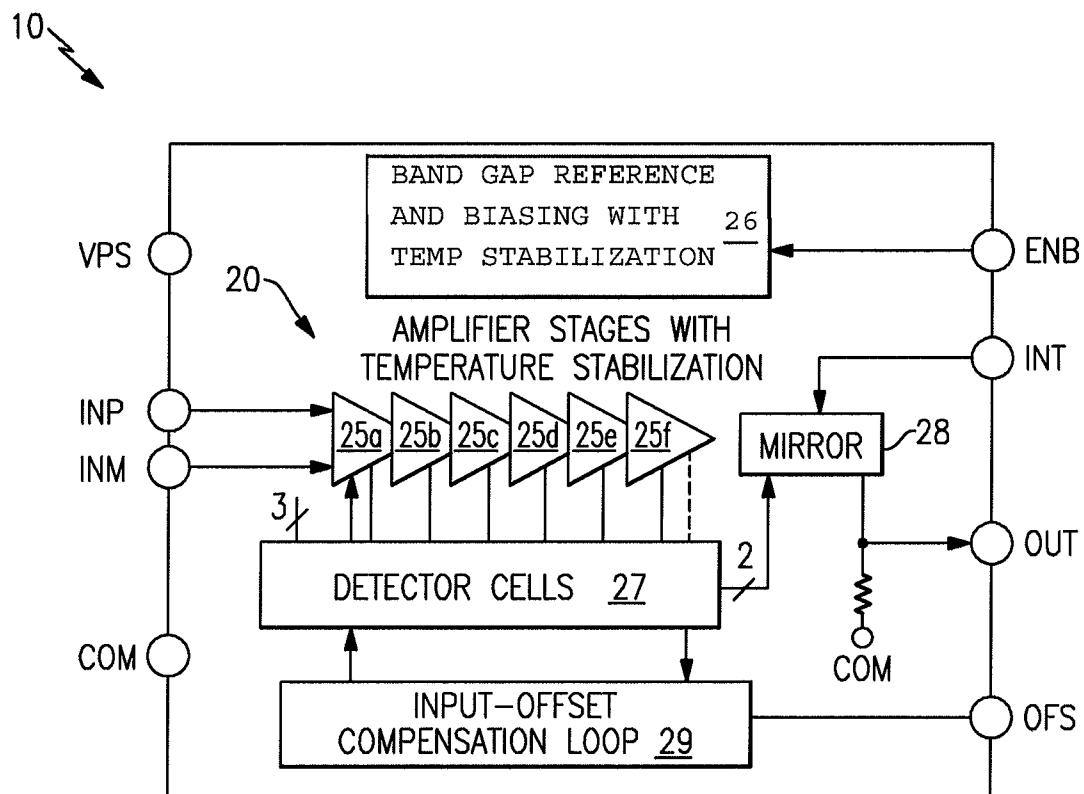 10
BAND GAP REFERENCE
AND BIASING WITH
TEMP STABILIZATION
26
VPS
ENB
20
AMPLIFIER STAGES WITH
TEMPERATURE STABILIZATION
INT
INP
25a 25b 25c 25d 25e 25f
MIRROR
28
INM
3
DETECTOR CELLS 27
2
OUT
COM
COM
INPUT-OFFSET
COMPENSATION LOOP 29
OFS